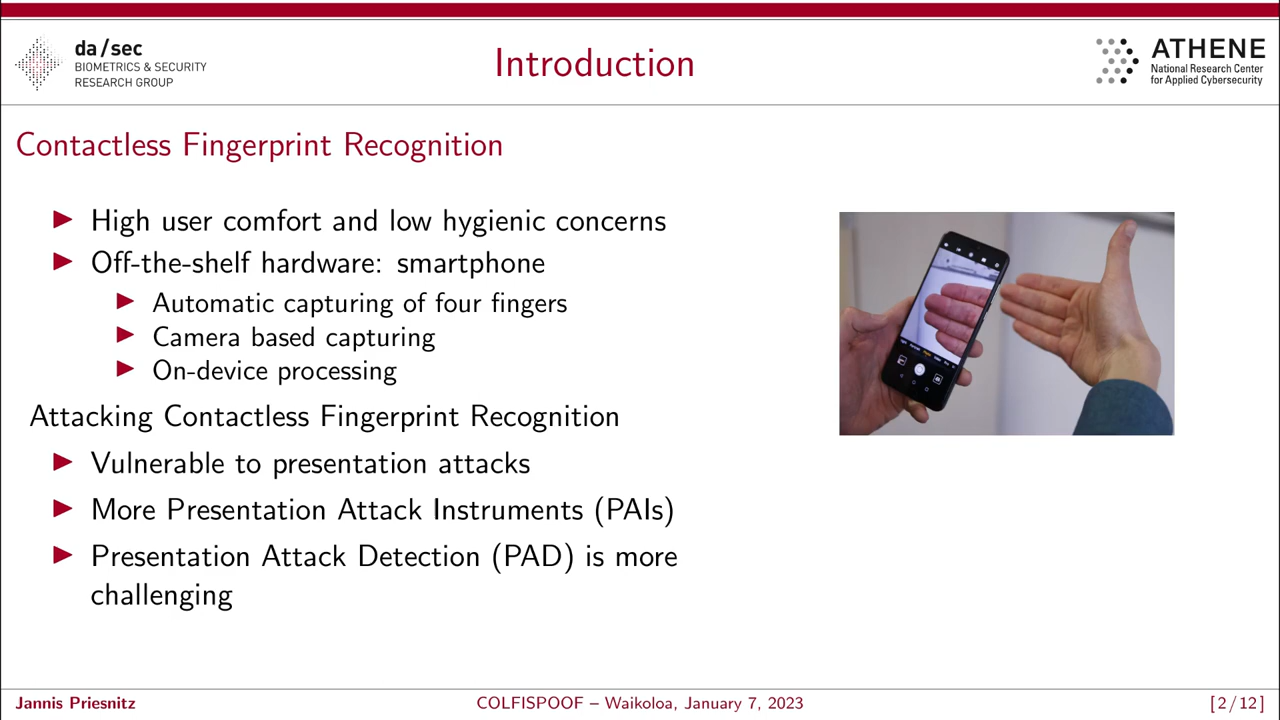 da/sec
BIOMETRICS & SECURITY
RESEARCH GROUP
Introduction
ATHENE
National Research Center
for Applied Cybersecurity
Contactless Fingerprint Recognition
High user comfort and low hygienic concerns
Off-the-shelf hardware: smartphone
Automatic capturing of four fingers
Camera based capturing
On-device processing
Attacking Contactless Fingerprint Recognition
Vulnerable to presentation attacks
More Presentation Attack Instruments (PAIs)
Presentation Attack Detection (PAD) is more
challenging
Jannis Priesnitz
COLFISPOOF – Waikoloa, January 7, 2023
[ 2 / 12 ]